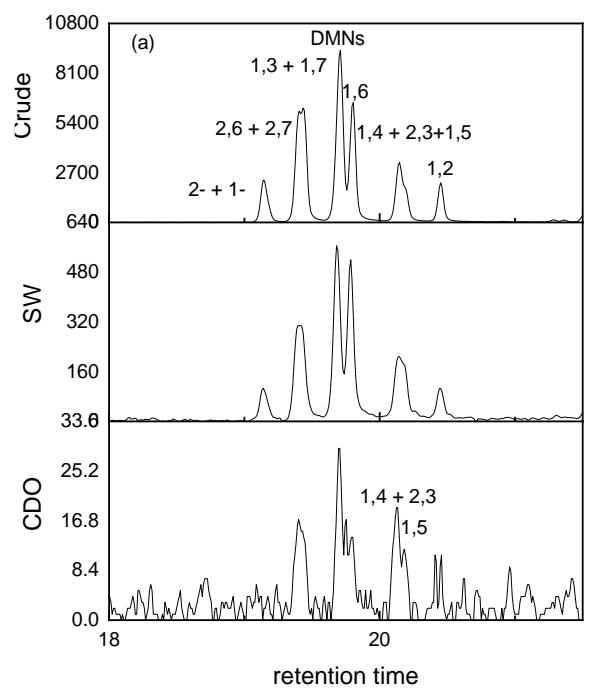 10800
(a)
DMNs
1,3 + 1,7
8100
1,6
Crude
5400
2,6 + 2,7
1,4 + 2,3+1,5
2700
1,2
2- + 1-
640
480
SW
320
160
33.6
25.2
CDO
1,4 + 2,3
16.8
1,5
8.4
0.0
18
20
retention time